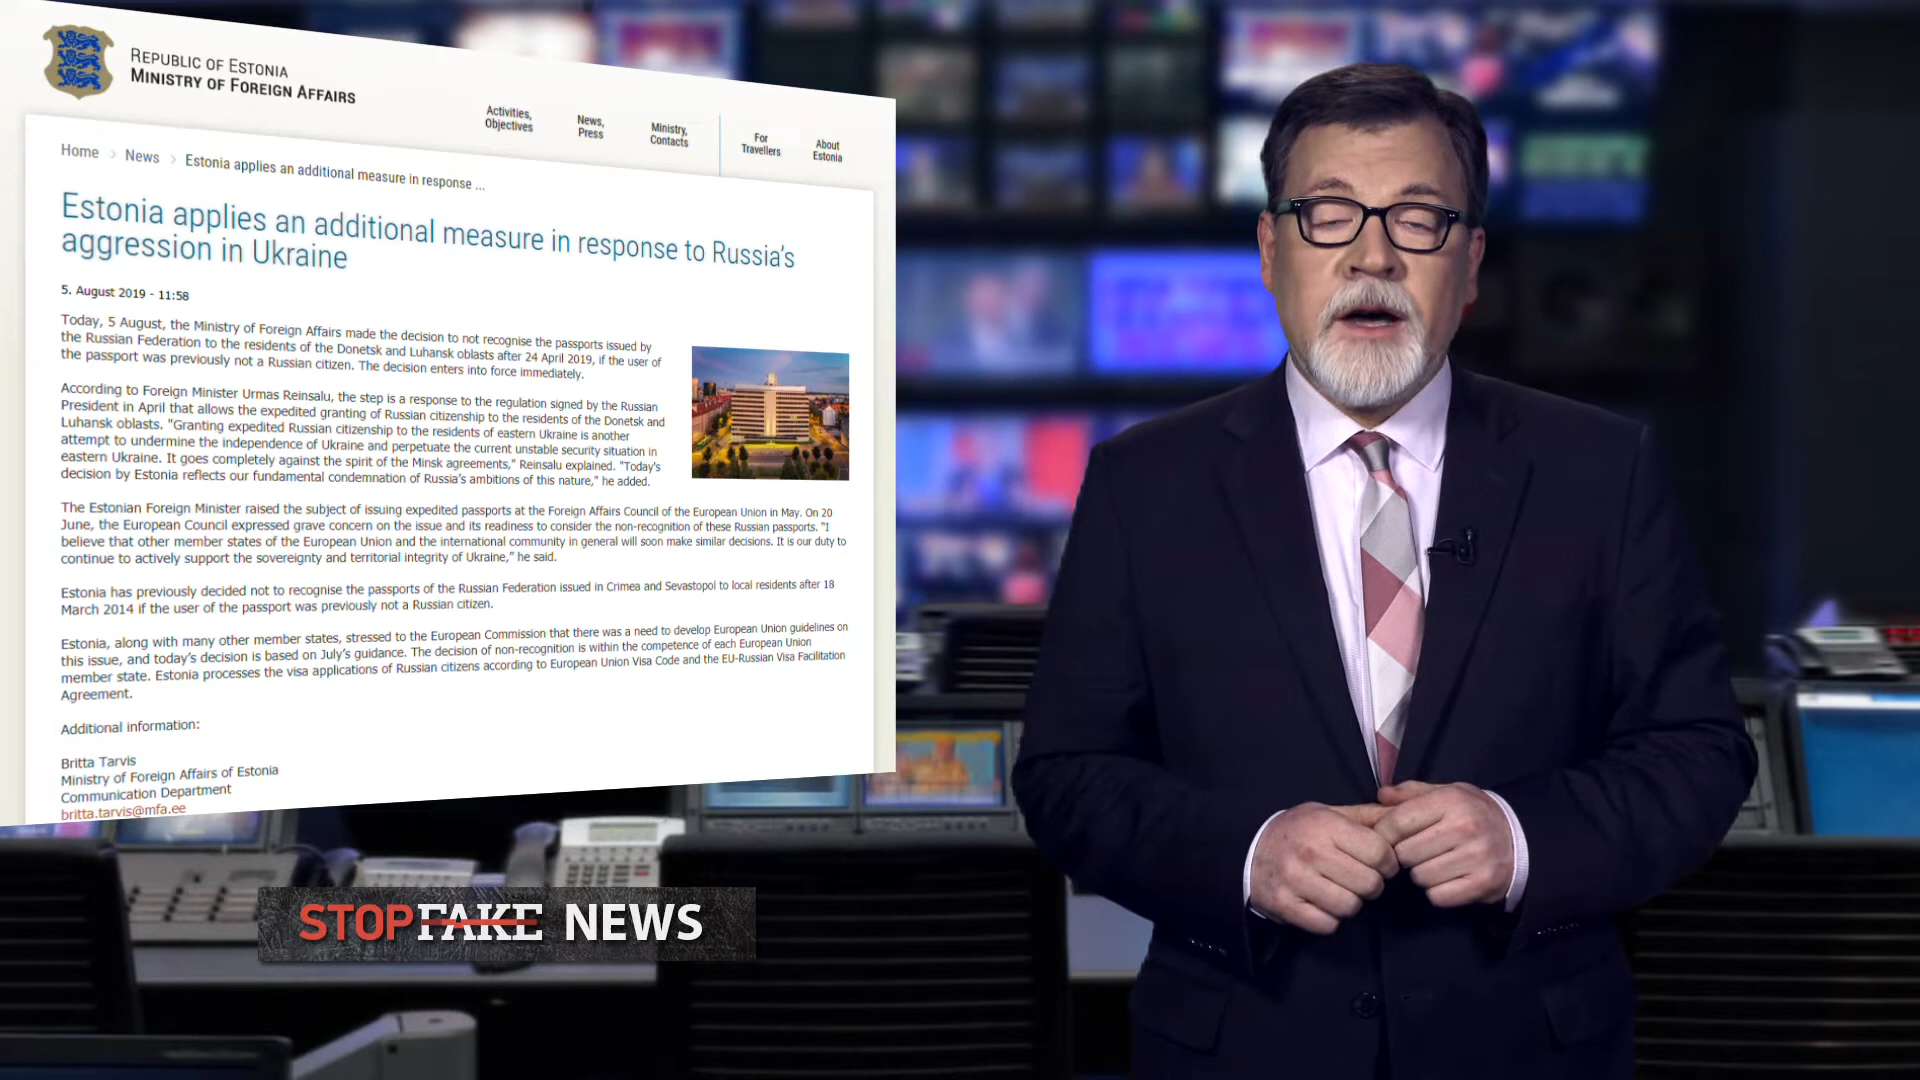 REPUBLIC OF ESTONIA
MINISTRY OF FOREIGN AFFAIRS
Activities, Objectives
News, Press
Ministry, Contacts
For Travellers
About Estonia
Home > News > Estonia applies an additional measure in response ...
Estonia applies an additional measure in response to Russia's
aggression in Ukraine
5. August 2019 - 11:58
Today, 5 August, the Ministry of Foreign Affairs made the decision to not recognise the passports issued by
the Russian Federation to the residents of the Donetsk and Luhansk oblasts after 24 April 2019, if the user of
the passport was previously not a Russian citizen. The decision enters into force immediately.
According to Foreign Minister Urmas Reinsalu, the step is a response to the regulation signed by the Russian
President in April that allows the expedited granting of Russian citizenship to the residents of the Donetsk and
Luhansk oblasts. "Granting expedited Russian citizenship to the residents of eastern Ukraine is another
attempt to undermine the independence of Ukraine and perpetuate the current unstable security situation in
eastern Ukraine. It goes completely against the spirit of the Minsk agreements," Reinsalu explained. "Today's
decision by Estonia reflects our fundamental condemnation of Russia's ambitions of this nature," he added.
The Estonian Foreign Minister raised the subject of issuing expedited passports at the Foreign Affairs Council of the European Union in May. On 20
June, the European Council expressed grave concern on the issue and its readiness to consider the non-recognition of these Russian passports. "I
believe that other member states of the European Union and the international community in general will soon make similar decisions. It is our duty to
continue to actively support the sovereignty and territorial integrity of Ukraine," he said.
Estonia has previously decided not to recognise the passports of the Russian Federation issued in Crimea and Sevastopol to local residents after 18
March 2014 if the user of the passport was previously not a Russian citizen.
Estonia, along with many other member states, stressed to the European Commission that there was a need to develop European Union guidelines on
this issue, and today's decision is based on July's guidance. The decision of non-recognition is within the competence of each European Union
member state. Estonia processes the visa applications of Russian citizens according to European Union Visa Code and the EU-Russian Visa Facilitation
Agreement.
Additional information:
Britta Tarvis
Ministry of Foreign Affairs of Estonia
Communication Department
britta.tarvis@mfa.ee
STOPFAKE NEWS